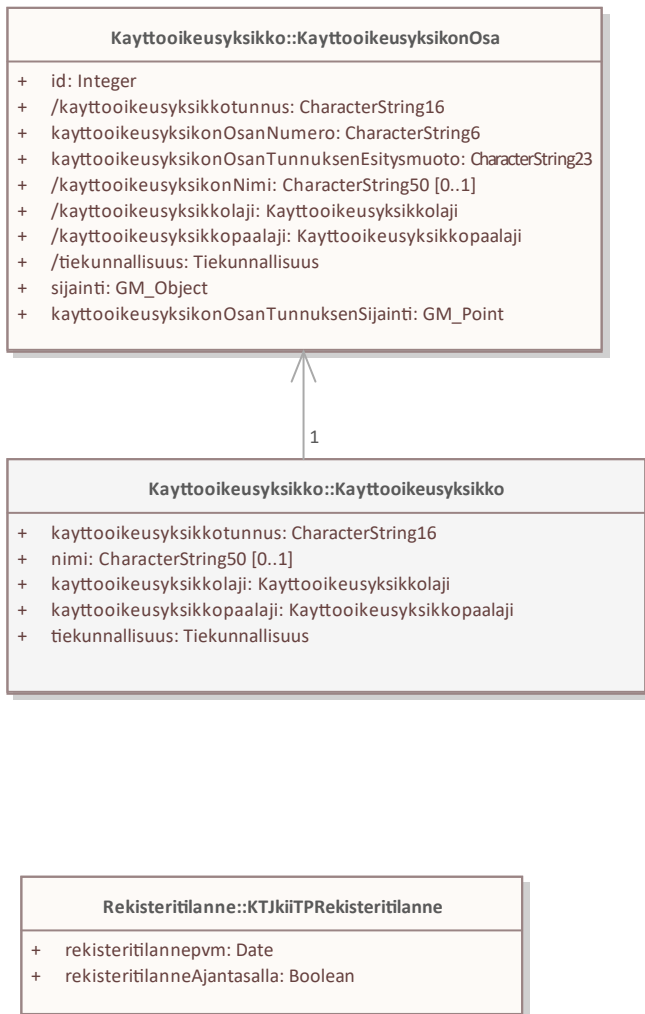 Kayttooikeusyksikko::KayttooikeusyksikonOsa
+ id: Integer
+ /kayttooikeusyksikkotunnus: CharacterString16
+ kayttooikeusyksikonOsanNumero: CharacterString6
+ kayttooikeusyksikonOsanTunnuksenEsitysmuoto: CharacterString23
+ /kayttooikeusyksikonNimi: CharacterString50 [0..1]
+ /kayttooikeusyksikkolaji: Kayttooikeusyksikkolaji
+ /kayttooikeusyksikkopaalaji: Kayttooikeusyksikkopaalaji
+ /tiekunnallisuus: Tiekunnallisuus
+ sijainti: GM_Object
+ kayttooikeusyksikonOsanTunnuksenSijainti: GM_Point
1
Kayttooikeusyksikko::Kayttooikeusyksikko
+ kayttooikeusyksikkotunnus: CharacterString16
+ nimi: CharacterString50 [0..1]
+ kayttooikeusyksikkolaji: Kayttooikeusyksikkolaji
+ kayttooikeusyksikkopaalaji: Kayttooikeusyksikkopaalaji
+ tiekunnallisuus: Tiekunnallisuus
Rekisteritilanne::KTJkiiTPRekisteritilanne
+ rekisteritilannepvm: Date
+ rekisteritilanneAjantasalla: Boolean